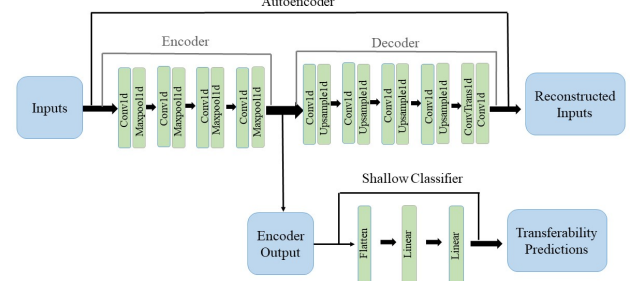 Autoencoder
Encoder
Decoder
Inputs
Conv1d
Maxpool1d
Conv1d
Maxpool1d
Conv1d
Maxpool1d
Conv1d
Maxpool1d
Conv1d
Upsample1d
Conv1d
Upsample1d
Conv1d
Upsample1d
Conv1d
Upsample1d
ConvTrans1d
Conv1d
Reconstructed
Inputs
Shallow Classifier
Encoder
Output
Flatten
Linear
Linear
Transferability
Predictions